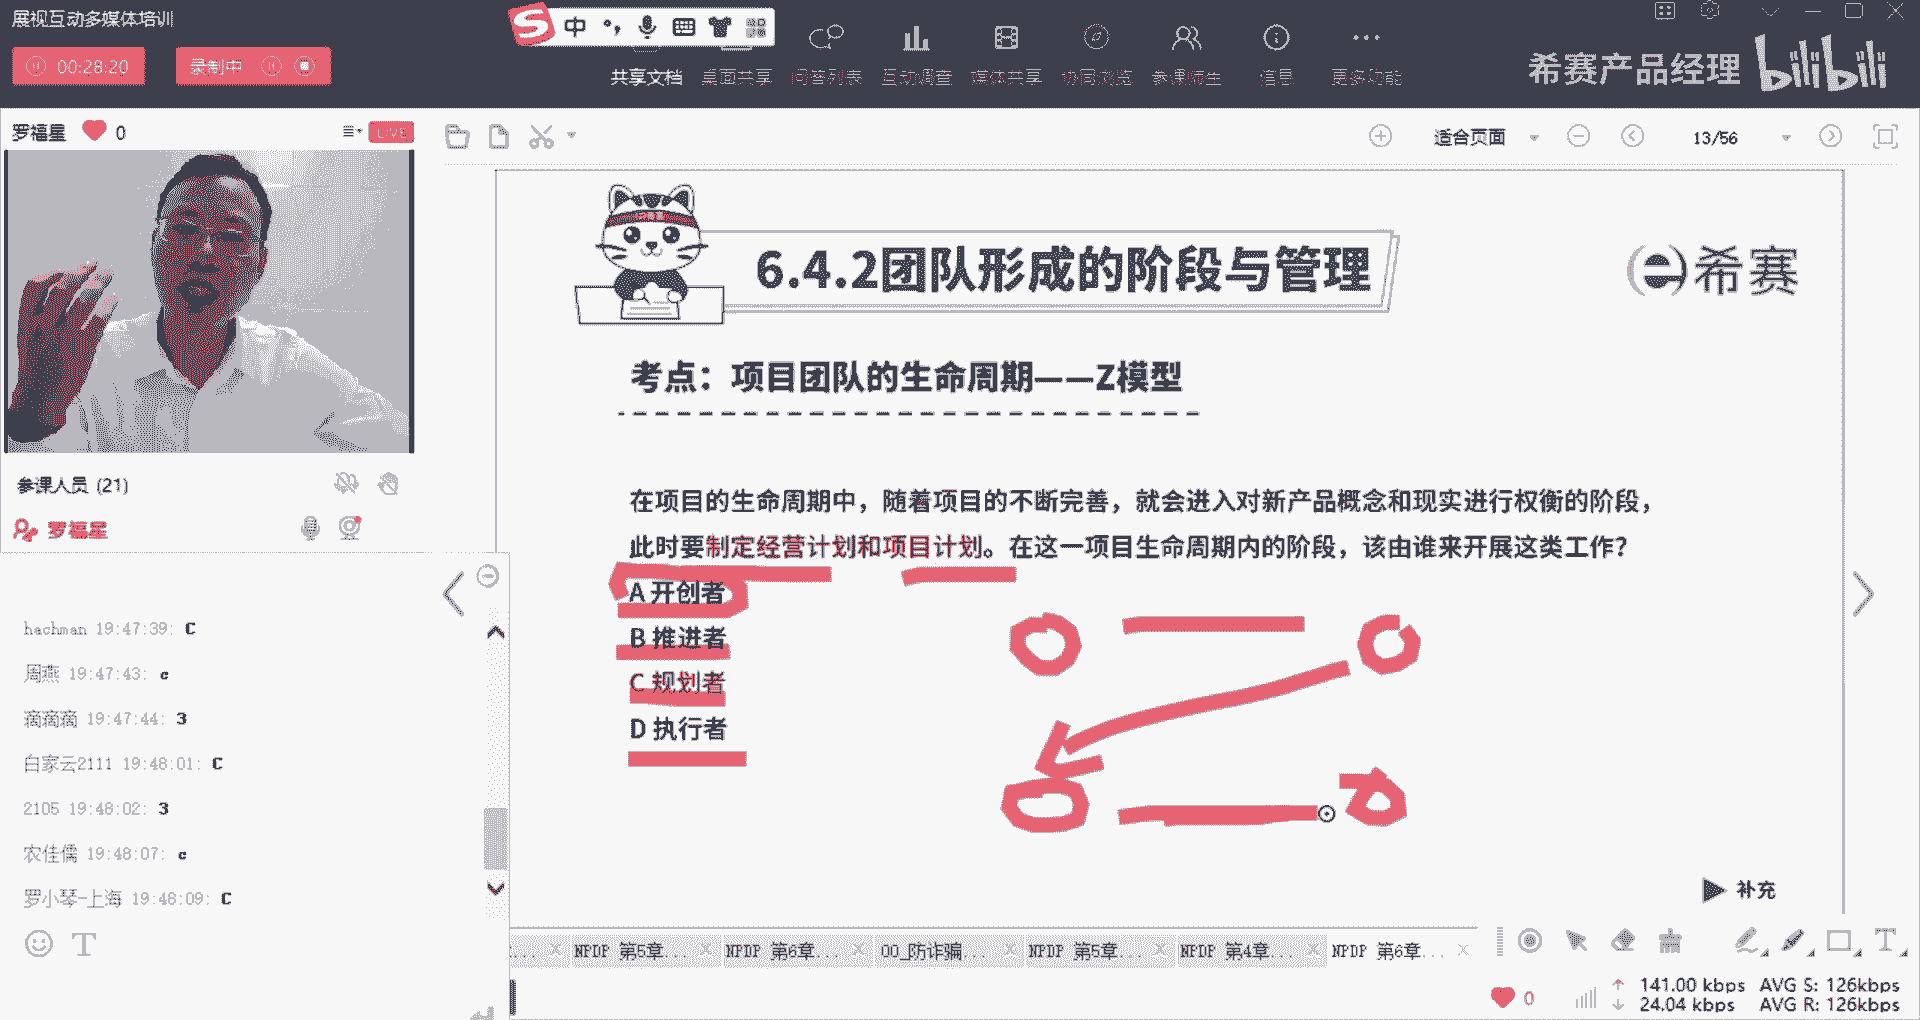 展视互动多媒体培训
00:28:20
录制中
中
共享文档
桌面共享
问答列表
互动调查
媒体共享
协同浏览
参课师生
信息
更多功能
希赛产品经理
bilibili
罗福星
0
LIVE
适合页面
13/56
6.4.2团队形成的阶段与管理
希赛
考点：项目团队的生命周期——Z模型
在项目的生命周期中，随着项目的不断完善，就会进入对新产品概念和现实进行权衡的阶段，
此时要制定经营计划和项目计划。在这一项目生命周期内的阶段，该由谁来开展这类工作？
A 开创者
B 推进者
C 规划者
D 执行者
补充
参课人员 (21)
罗福星
hachman 19:47:39: C
周燕 19:47:43: c
滴滴滴 19:47:44: 3
白家云2111 19:48:01: C
2105 19:48:02: 3
农佳儒 19:48:07: c
罗小琴-上海 19:48:09: C
NPDP 第5章...
NPDP 第6章...
00_防诈骗...
NPDP 第5章...
NPDP 第4章...
NPDP 第6章...
0
141.00 kbps AVG S: 126kbps
24.04 kbps AVG R: 126kbps